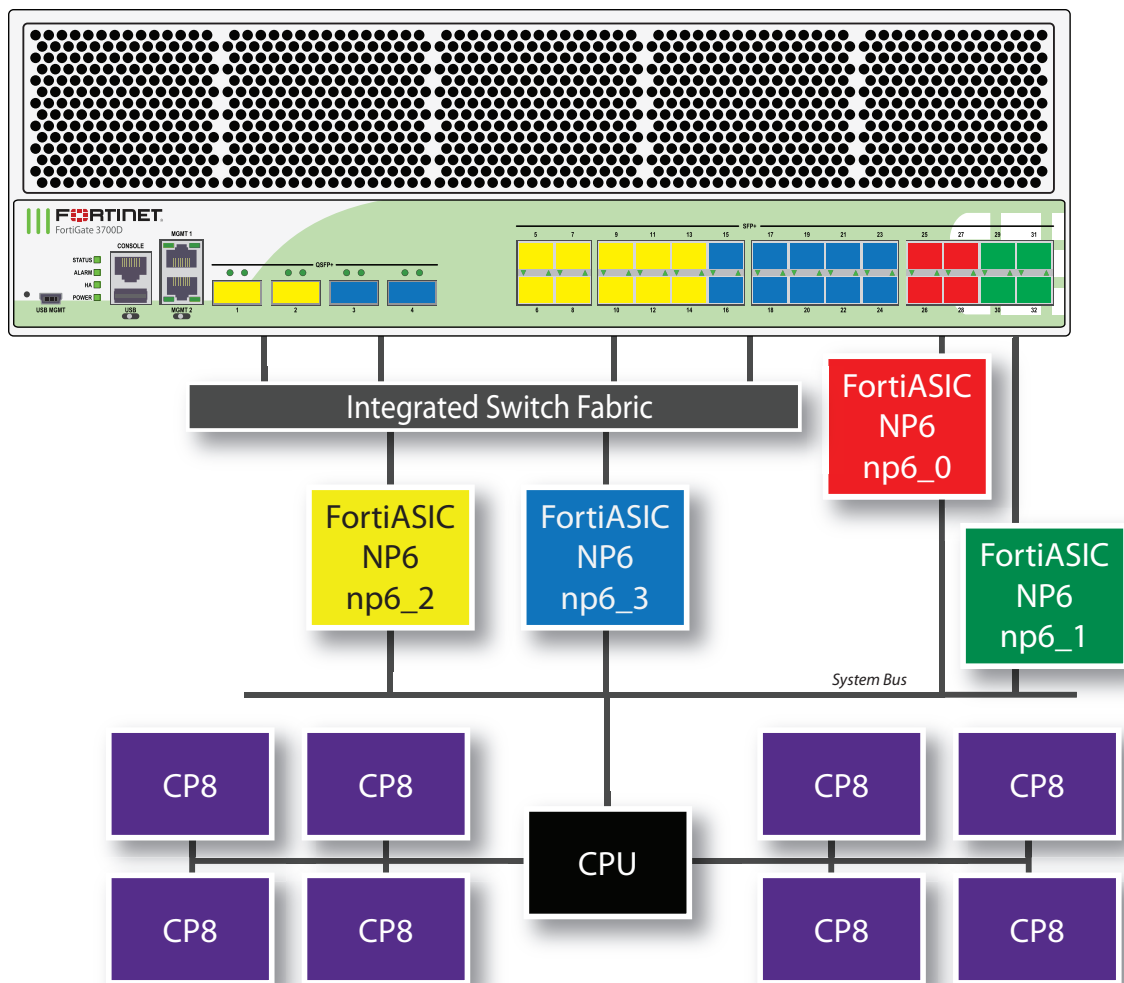 FORTINET
FortiGate 3700D
STATUS
ALARM
HA
POWER
USB MGMT
CONSOLE
USB
MGMT 1
MGMT 2
QSFP+
1 2 3 4
SFP+
5 7 9 11 13 15 17 19 21 23 25 27 29 31
6 8 10 12 14 16 18 20 22 24 26 28 30 32
Integrated Switch Fabric
FortiASIC
NP6
np6_0
FortiASIC
NP6
np6_2
FortiASIC
NP6
np6_3
FortiASIC
NP6
np6_1
System Bus
CP8 CP8 CP8 CP8
CPU
CP8 CP8 CP8 CP8